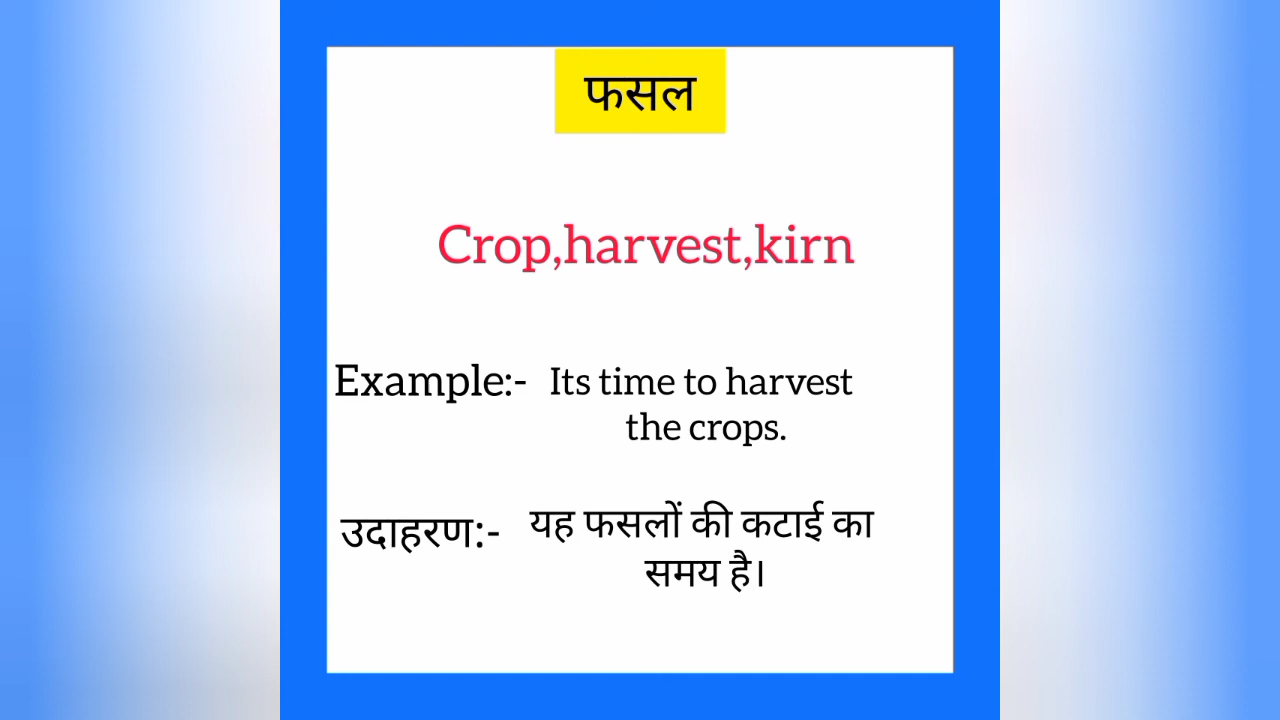 फसल
Crop,harvest,kirn
Example:- Its time to harvest
the crops.
उदाहरण:- यह फसलों की कटाई का
समय है।